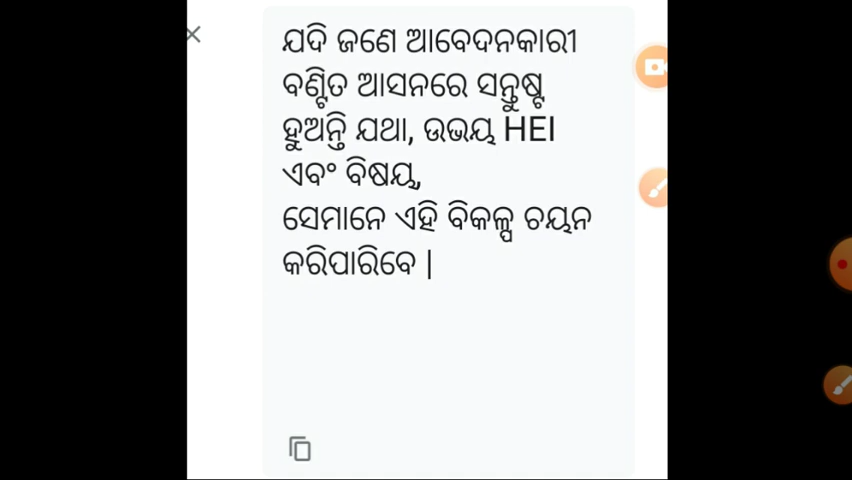 ଯଦି ଜଣେ ଆବେଦନକାରୀ
ବଣ୍ଟିତ ଆସନରେ ସନ୍ତୁଷ୍ଟ
ହୁଅନ୍ତି ଯଥା, ଉଭୟ HEI
ଏବଂ ବିଷୟ,
ସେମାନେ ଏହି ବିକଳ୍ପ ଚୟନ
କରିପାରିବେ |